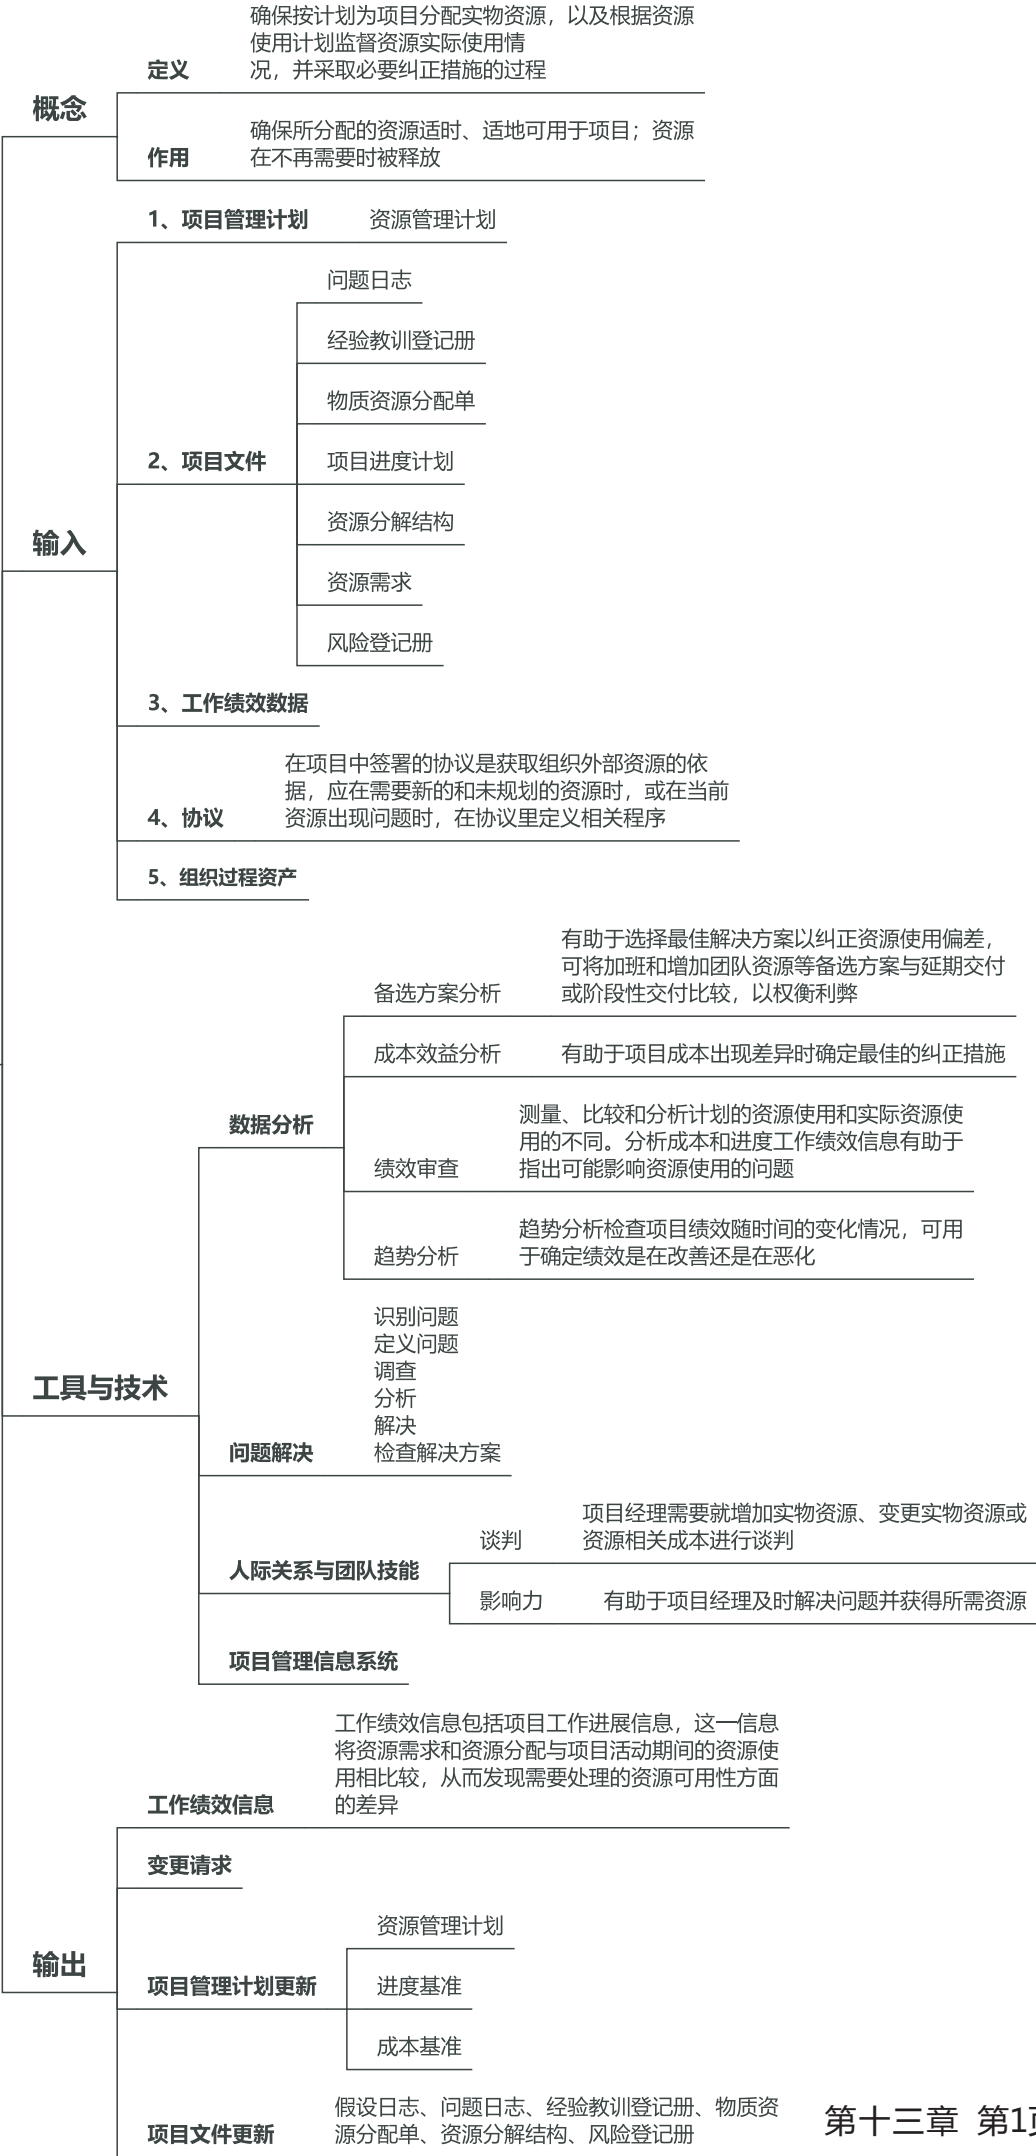 概念
定义
确保按计划为项目分配实物资源，以及根据资源
使用计划监督资源实际使用情
况，并采取必要纠正措施的过程
作用
确保所分配的资源适时、适地可用于项目；资源
在不再需要时被释放
输入
1、项目管理计划
资源管理计划
2、项目文件
问题日志
经验教训登记册
物质资源分配单
项目进度计划
资源分解结构
资源需求
风险登记册
3、工作绩效数据
4、协议
在项目中签署的协议是获取组织外部资源的依
据，应在需要新的和未规划的资源时，或在当前
资源出现问题时，在协议里定义相关程序
5、组织过程资产
工具与技术
数据分析
备选方案分析
有助于选择最佳解决方案以纠正资源使用偏差，
可将加班和增加团队资源等备选方案与延期交付
或阶段性交付比较，以权衡利弊
成本效益分析
有助于项目成本出现差异时确定最佳的纠正措施
绩效审查
测量、比较和分析计划的资源使用和实际资源使
用的不同。分析成本和进度工作绩效信息有助于
指出可能影响资源使用的问题
趋势分析
趋势分析检查项目绩效随时间的变化情况，可用
于确定绩效是在改善还是在恶化
问题解决
识别问题
定义问题
调查
分析
解决
检查解决方案
人际关系与团队技能
谈判
项目经理需要就增加实物资源、变更实物资源或
资源相关成本进行谈判
影响力
有助于项目经理及时解决问题并获得所需资源
项目管理信息系统
输出
工作绩效信息
工作绩效信息包括项目工作进展信息，这一信息
将资源需求和资源分配与项目活动期间的资源使
用相比较，从而发现需要处理的资源可用性方面
的差异
变更请求
项目管理计划更新
资源管理计划
进度基准
成本基准
项目文件更新
假设日志、问题日志、经验教训登记册、物质资
源分配单、资源分解结构、风险登记册
第十三章 第1页